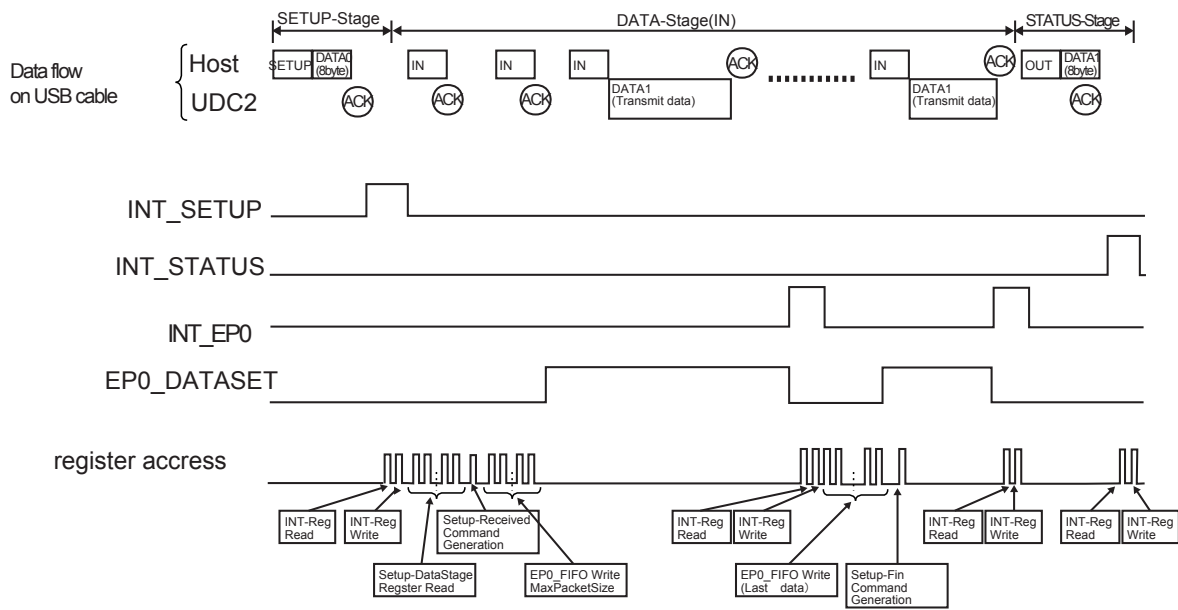 SETUP-Stage
DATA-Stage(IN)
STATUS-Stage
Data flow
on USB cable
Host
UDC2
SETUP
DATA0
(8byte)
IN
IN
IN
ACK
IN
ACK
OUT
DATA1
(8byte)
ACK
ACK
ACK
DATA1
(Transmit data)
DATA1
(Transmit data)
ACK
INT_SETUP
INT_STATUS
INT_EP0
EP0_DATASET
register accress
INT-Reg
Read
INT-Reg
Write
Setup-Received
Command
Generation
INT-Reg
Read
INT-Reg
Write
INT-Reg
Read
INT-Reg
Write
INT-Reg
Read
INT-Reg
Write
Setup-DataStage
Regster Read
EP0_FIFO Write
MaxPacketSize
EP0_FIFO Write
(Last data)
Setup-Fin
Command
Generation